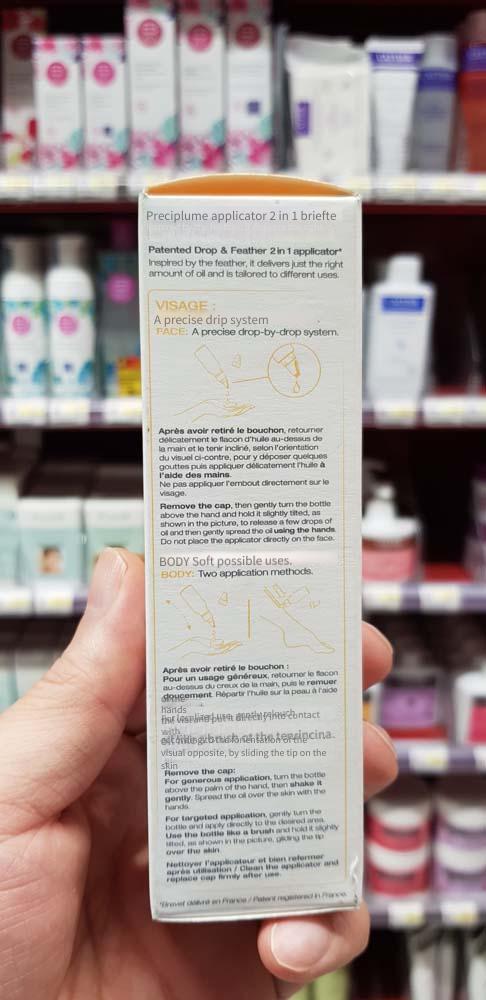 Preciplume applicator 2 in 1 briefte
Patented Drop & Feather 2 in 1 applicator*
Inspired by the feather, it delivers just the right
amount of oil and is tailored to different uses.
VISAGE :
A precise drip system
FACE: A precise drop-by-drop system.
Après avoir retiré le bouchon, retourner
délicatement le flacon d'huile au-dessus de
la main et le tenir incliné, selon l'orientation
du visuel ci-contre, pour y déposer quelques
gouttes puis appliquer délicatement l'huile à
l'aide des mains.
Ne pas appliquer l'embout directement sur le
visage.
Remove the cap, then gently turn the bottle
above the hand and hold it slightly tilted, as
shown in the picture, to release a few drops of
oil and then gently spread the oil using the hands.
Do not place the applicator directly on the face.
BODY Soft possible uses.
BODY: Two application methods.
Après avoir retiré le bouchon :
Pour un usage généreux, retourner le flacon
au-dessus du creux de la main, puis le remuer
doucement. Répartir l'huile sur la peau à l'aide
hands
contact
with
visual opposite, by sliding the tip on the
skin
Remove the cap:
For generous application, turn the bottle
above the palm of the hand, then shake it
gently. Spread the oil over the skin with the
hands.
For targeted application, gently turn the
bottle and apply directly to the desired area.
Use the bottle like a brush and hold it slightly
tilted, as shown in the picture, gliding the tip
over the skin.
Nettoyer l'applicateur et bien refermer
après utilisation / Clean the applicator and
replace cap firmly after use.
*Brevet délivré en France / Patent registered in France.